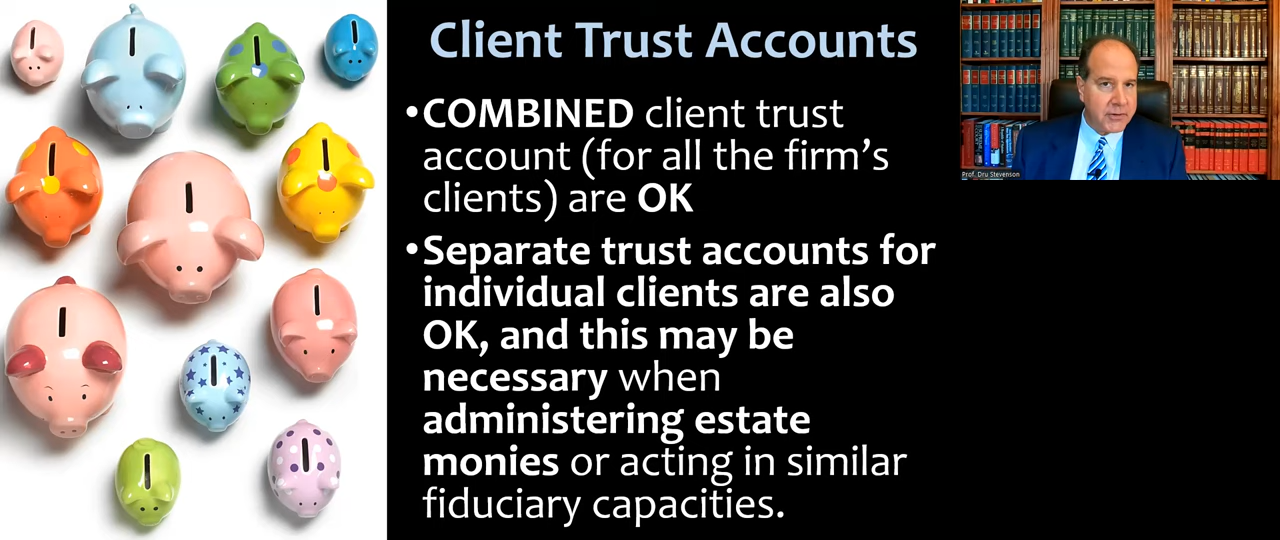 Client Trust Accounts
•COMBINED client trust
account (for all the firm’s
clients) are OK
•Separate trust accounts for
individual clients are also
OK, and this may be
necessary when
administering estate
monies or acting in similar
fiduciary capacities.
Prof. Dru Stevenson